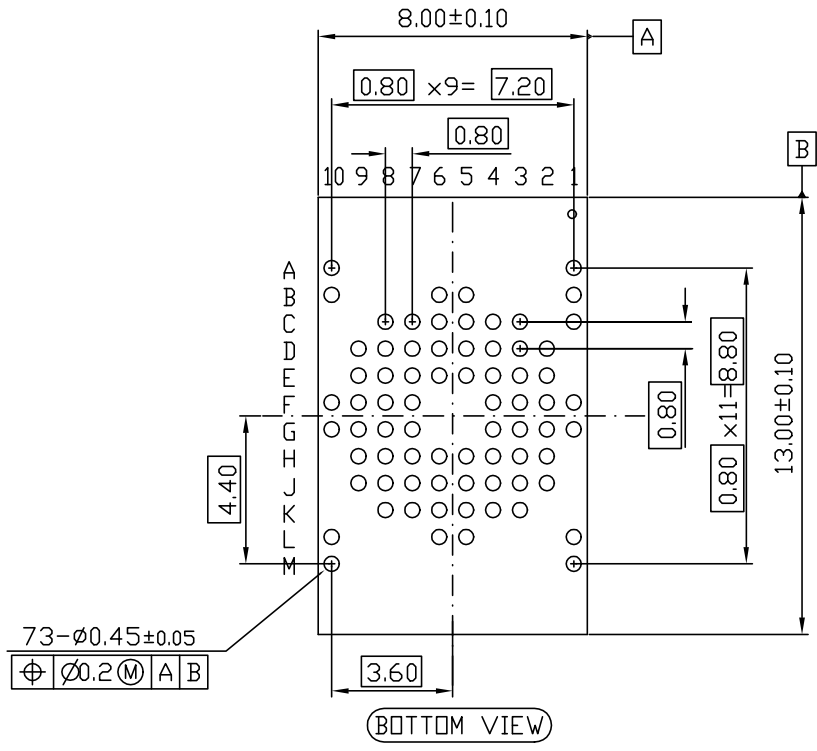 8.00±0.10
A
0.80 x9= 7.20
0.80
B
10 9 8 7 6 5 4 3 2 1
A
B
C
D
E
F
G
H
J
K
L
M
0.80
0.80 x11=8.80
13.00±0.10
4.40
73-ø0.45±0.05
⌖ Ø0.2 Ⓜ A B
3.60
BOTTOM VIEW